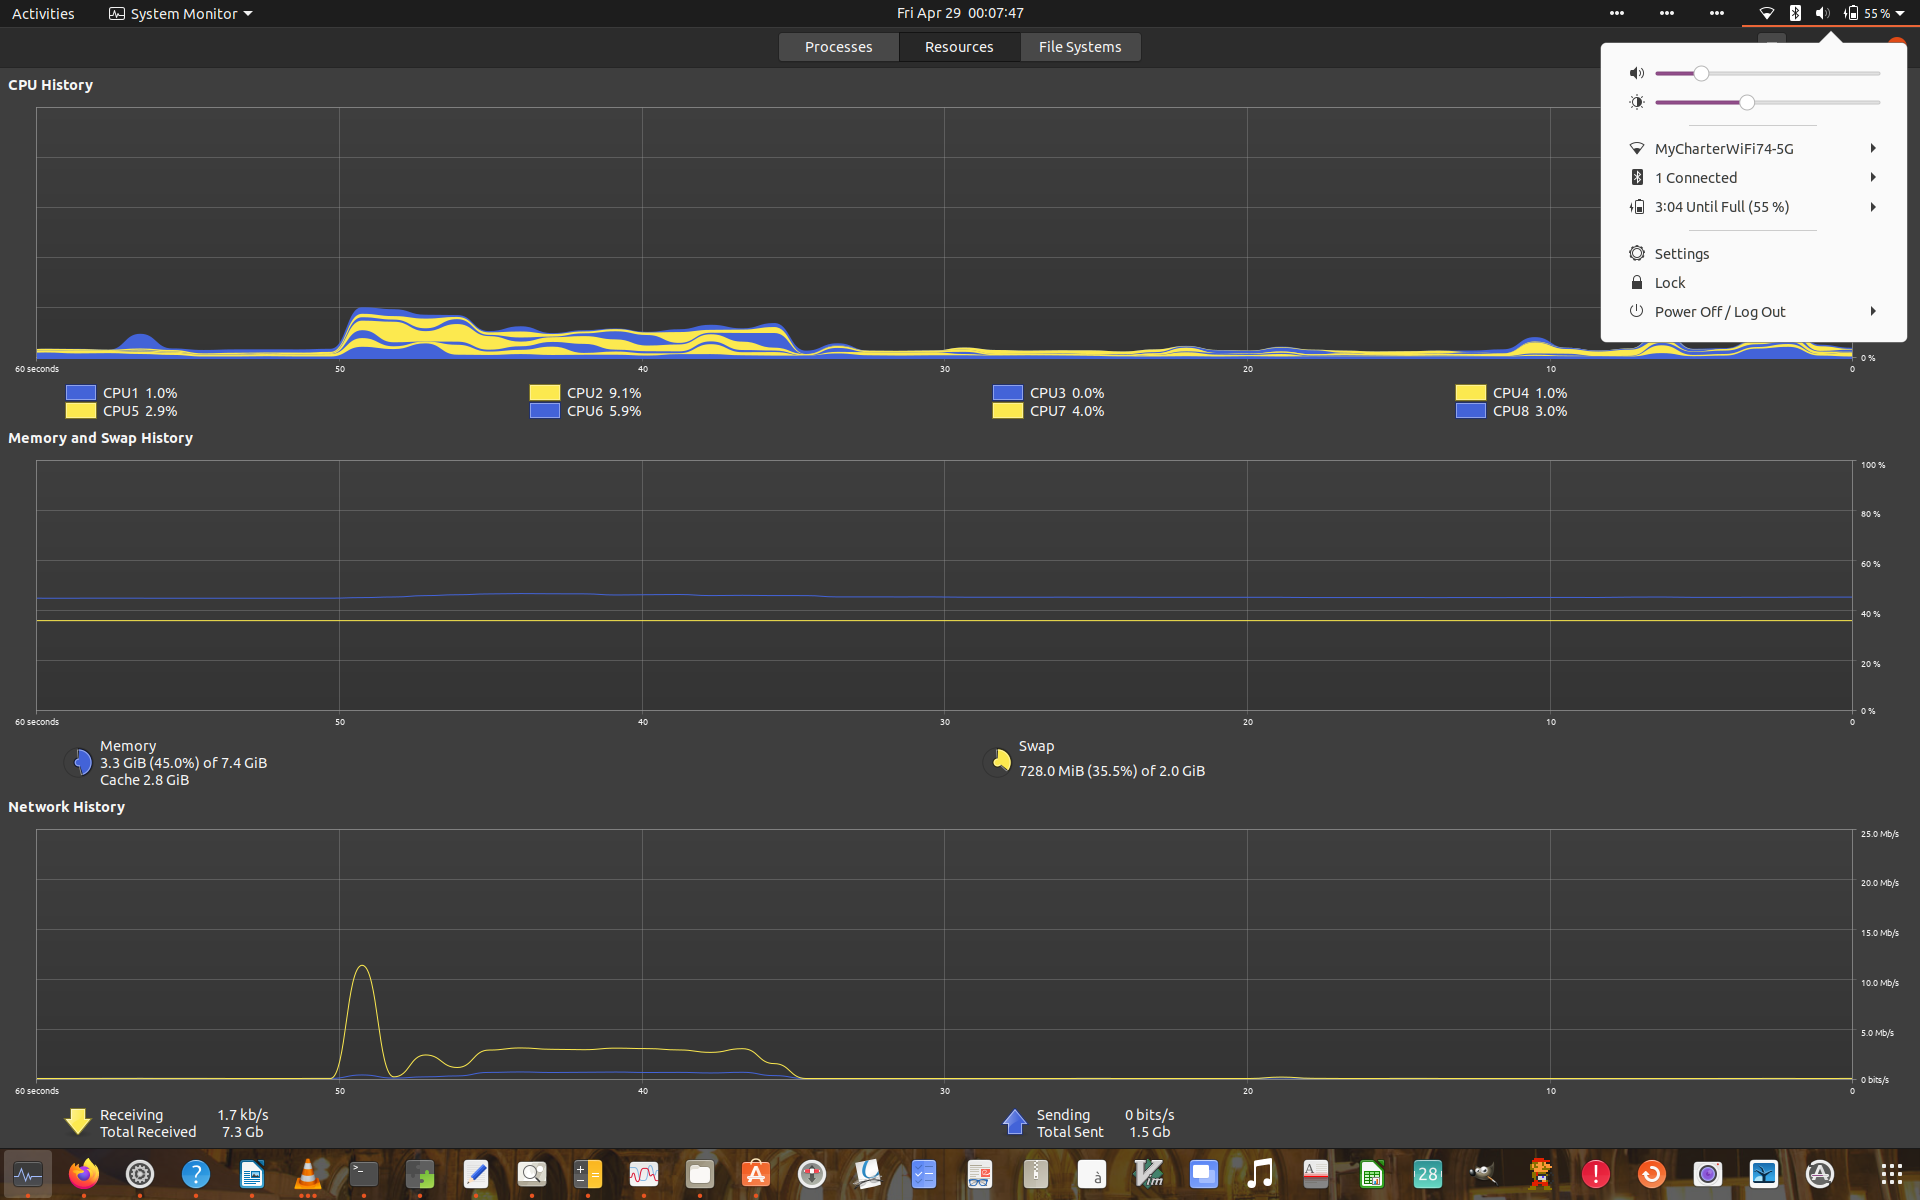 Activities
System Monitor
Fri Apr 29 00:07:47
55 %
Processes
Resources
File Systems
MyCharterWiFi74-5G
1 Connected
3:04 Until Full (55 %)
Settings
Lock
Power Off / Log Out
CPU History
0 %
60 seconds 50 40 30 20 10 0
CPU1 1.0% CPU2 9.1% CPU3 0.0% CPU4 1.0%
CPU5 2.9% CPU6 5.9% CPU7 4.0% CPU8 3.0%
Memory and Swap History
100 %
80 %
60 %
40 %
20 %
0 %
60 seconds 50 40 30 20 10 0
Memory
3.3 GiB (45.0%) of 7.4 GiB
Cache 2.8 GiB
Swap
728.0 MiB (35.5%) of 2.0 GiB
Network History
25.0 Mb/s
20.0 Mb/s
15.0 Mb/s
10.0 Mb/s
5.0 Mb/s
0 bits/s
60 seconds 50 40 30 20 10 0
Receiving 1.7 kb/s
Total Received 7.3 Gb
Sending 0 bits/s
Total Sent 1.5 Gb
?
>_
à
Vim
A
28
!